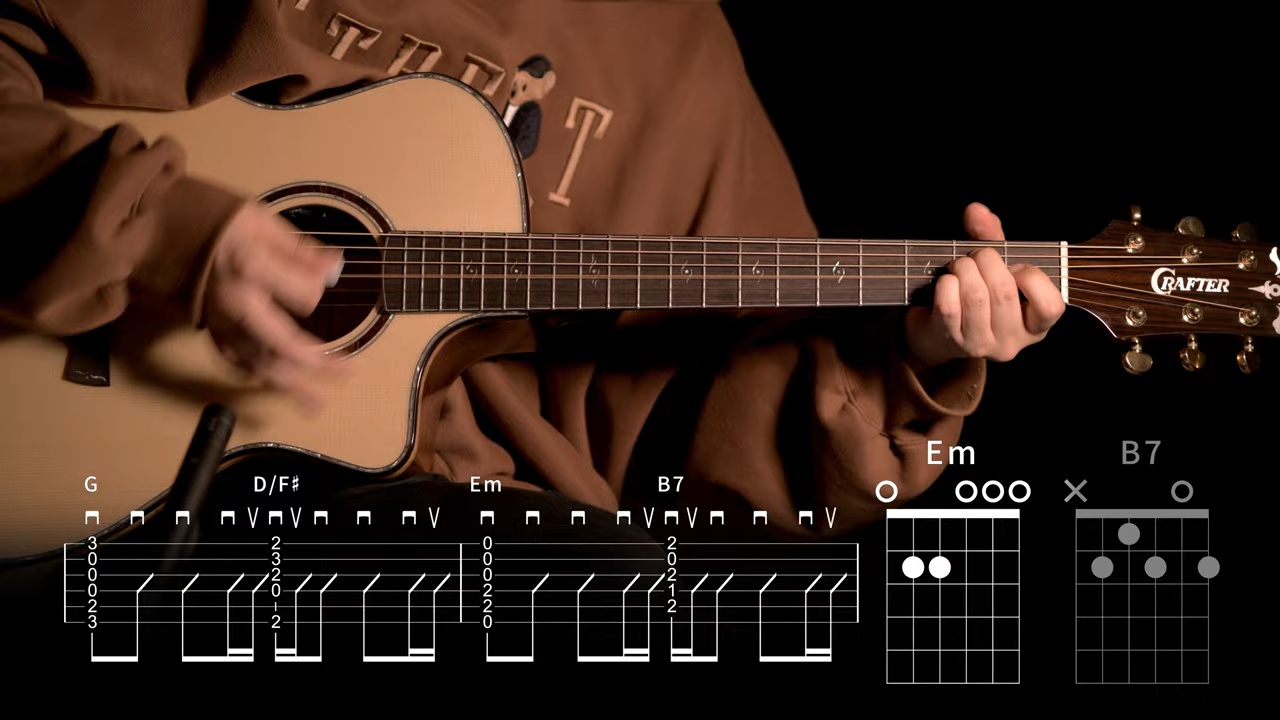 CRAFTER
Em B7
G D/F♯ Em B7
3 2 0 2
0 3 0 0
0 2 0 2
0 0 2 1
2 2 2
3 2 0